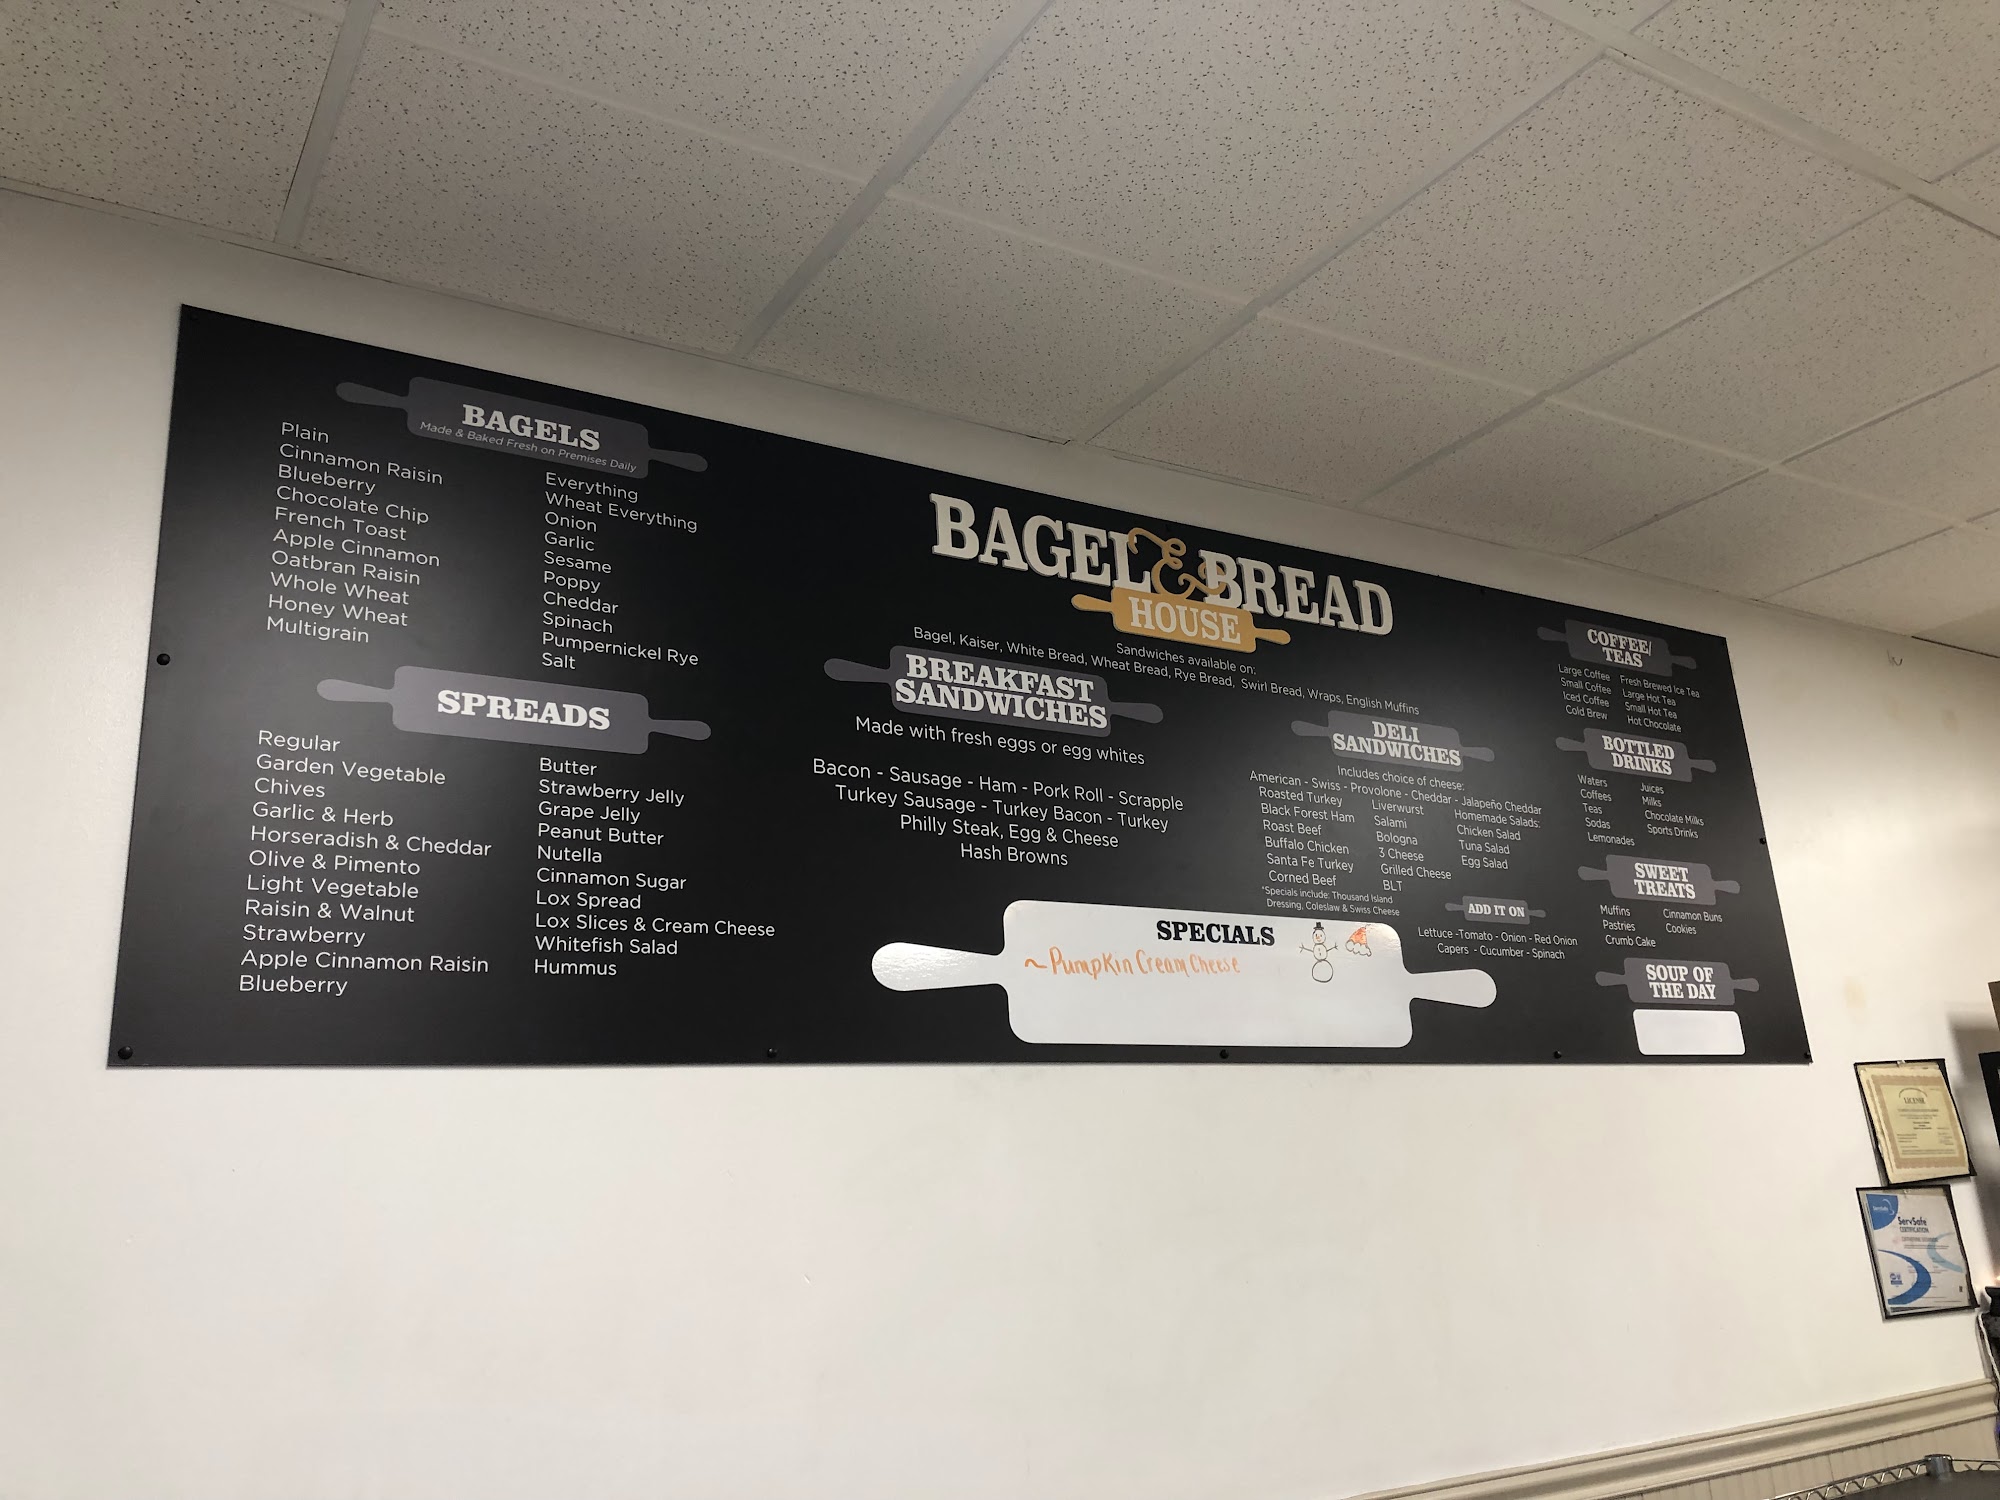 BAGELS
Made & Baked Fresh on Premises Daily
Plain
Cinnamon Raisin
Blueberry
Chocolate Chip
French Toast
Apple Cinnamon
Oatbran Raisin
Whole Wheat
Honey Wheat
Multigrain
Everything
Wheat Everything
Onion
Garlic
Sesame
Poppy
Cheddar
Spinach
Pumpernickel Rye
Salt
SPREADS
Regular
Garden Vegetable
Chives
Garlic & Herb
Horseradish & Cheddar
Olive & Pimento
Light Vegetable
Raisin & Walnut
Strawberry
Apple Cinnamon Raisin
Blueberry
Butter
Strawberry Jelly
Grape Jelly
Peanut Butter
Nutella
Cinnamon Sugar
Lox Spread
Lox Slices & Cream Cheese
Whitefish Salad
Hummus
BAGEL & BREAD
HOUSE
Sandwiches available on:
Bagel, Kaiser, White Bread, Wheat Bread, Rye Bread, Swirl Bread, Wraps, English Muffins
BREAKFAST
SANDWICHES
Made with fresh eggs or egg whites
Bacon - Sausage - Ham - Pork Roll - Scrapple
Turkey Sausage - Turkey Bacon - Turkey
Philly Steak, Egg & Cheese
Hash Browns
DELI
SANDWICHES
Includes choice of cheese:
American - Swiss - Provolone - Cheddar - Jalapeño Cheddar
Roasted Turkey
Black Forest Ham
Roast Beef
Buffalo Chicken
Santa Fe Turkey
Corned Beef
Liverwurst
Salami
Bologna
3 Cheese
Grilled Cheese
BLT
Homemade Salads:
Chicken Salad
Tuna Salad
Egg Salad
*Specials include: Thousand Island
Dressing, Coleslaw & Swiss Cheese
ADD IT ON
Lettuce -Tomato - Onion - Red Onion
Capers - Cucumber - Spinach
SPECIALS
~ Pumpkin Cream Cheese
COFFEE/
TEAS
Large Coffee
Small Coffee
Iced Coffee
Cold Brew
Fresh Brewed Ice Tea
Large Hot Tea
Small Hot Tea
Hot Chocolate
BOTTLED
DRINKS
Waters
Coffees
Teas
Sodas
Lemonades
Juices
Milks
Chocolate Milks
Sports Drinks
SWEET
TREATS
Muffins
Pastries
Crumb Cake
Cinnamon Buns
Cookies
SOUP OF
THE DAY
LICENSE
ServSafe
CERTIFICATION